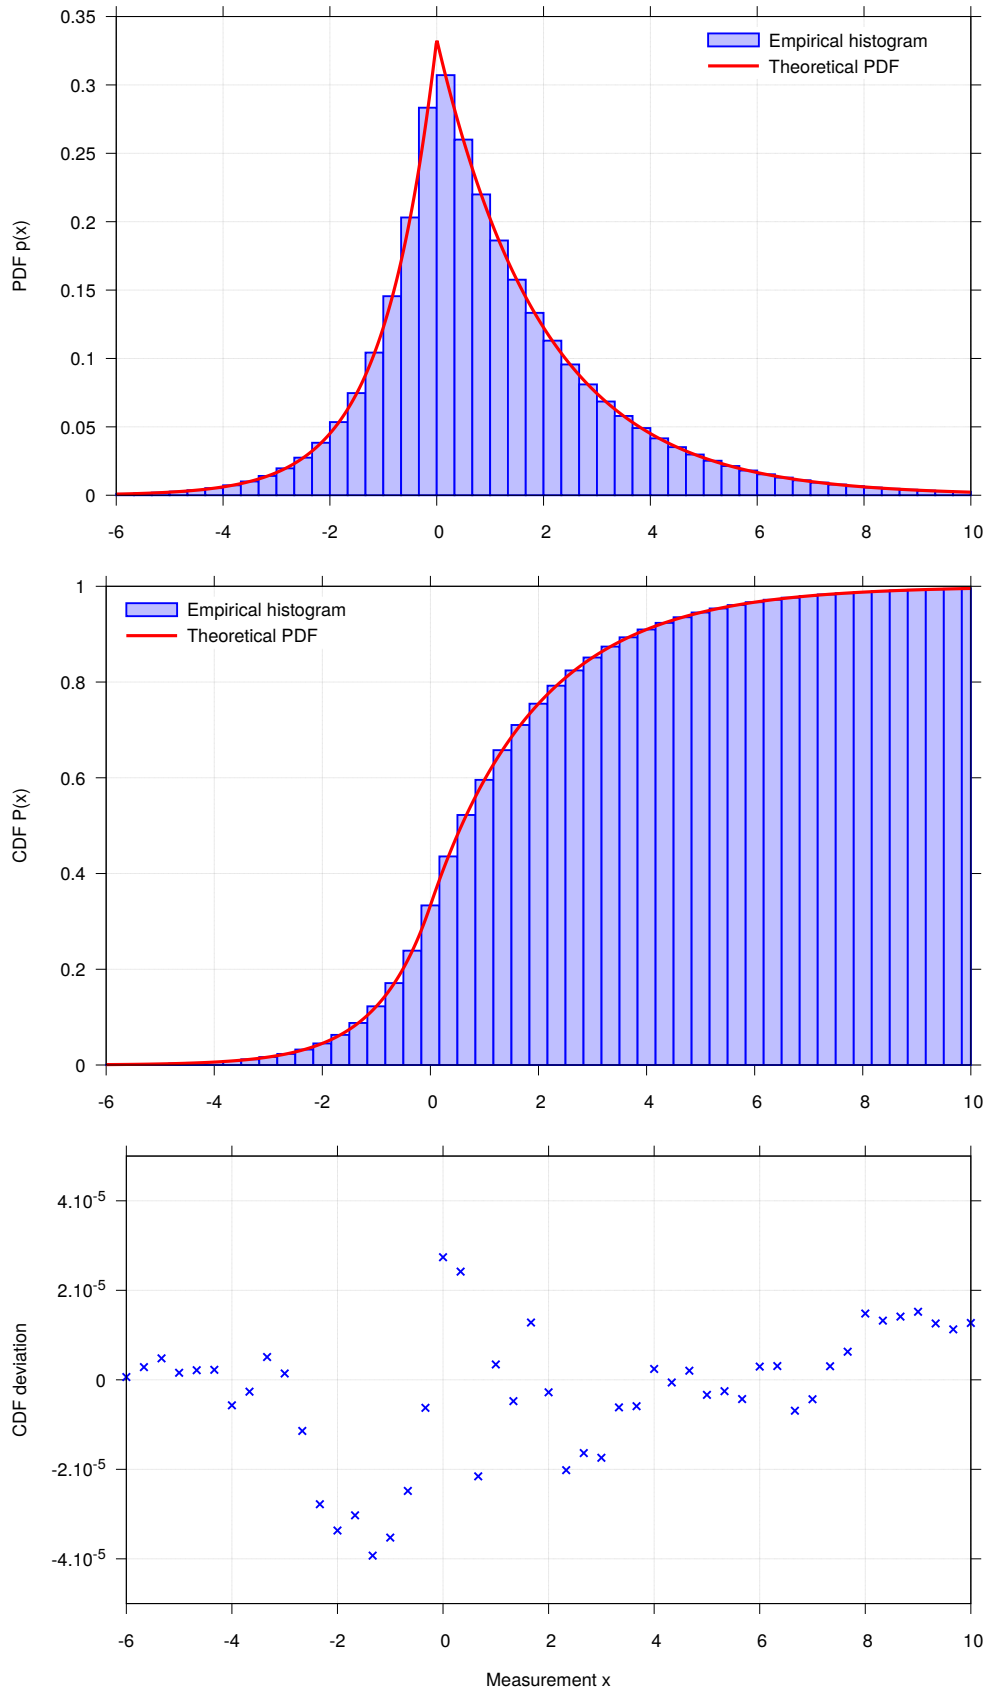 0.35
0.3
0.25
0.2
0.15
0.1
0.05
0
PDF p(x)
Empirical histogram
Theoretical PDF
-6 -4 -2 0 2 4 6 8 10
1
0.8
0.6
0.4
0.2
0
CDF P(x)
Empirical histogram
Theoretical PDF
-6 -4 -2 0 2 4 6 8 10
4.10⁻⁵
2.10⁻⁵
0
-2.10⁻⁵
-4.10⁻⁵
CDF deviation
-6 -4 -2 0 2 4 6 8 10
Measurement x